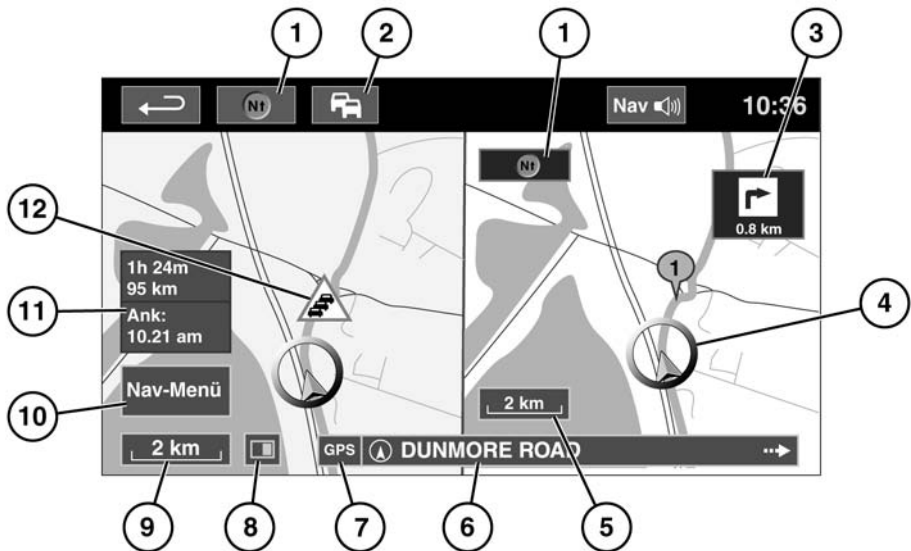 1
2
1
3
Nt
Nav
10:36
Nt
0.8 km
12
1h 24m
95 km
1
11
Ank:
10.21 am
4
Nav-Menü
10
2 km
2 km
GPS
DUNMORE ROAD
9
8
7
6
5